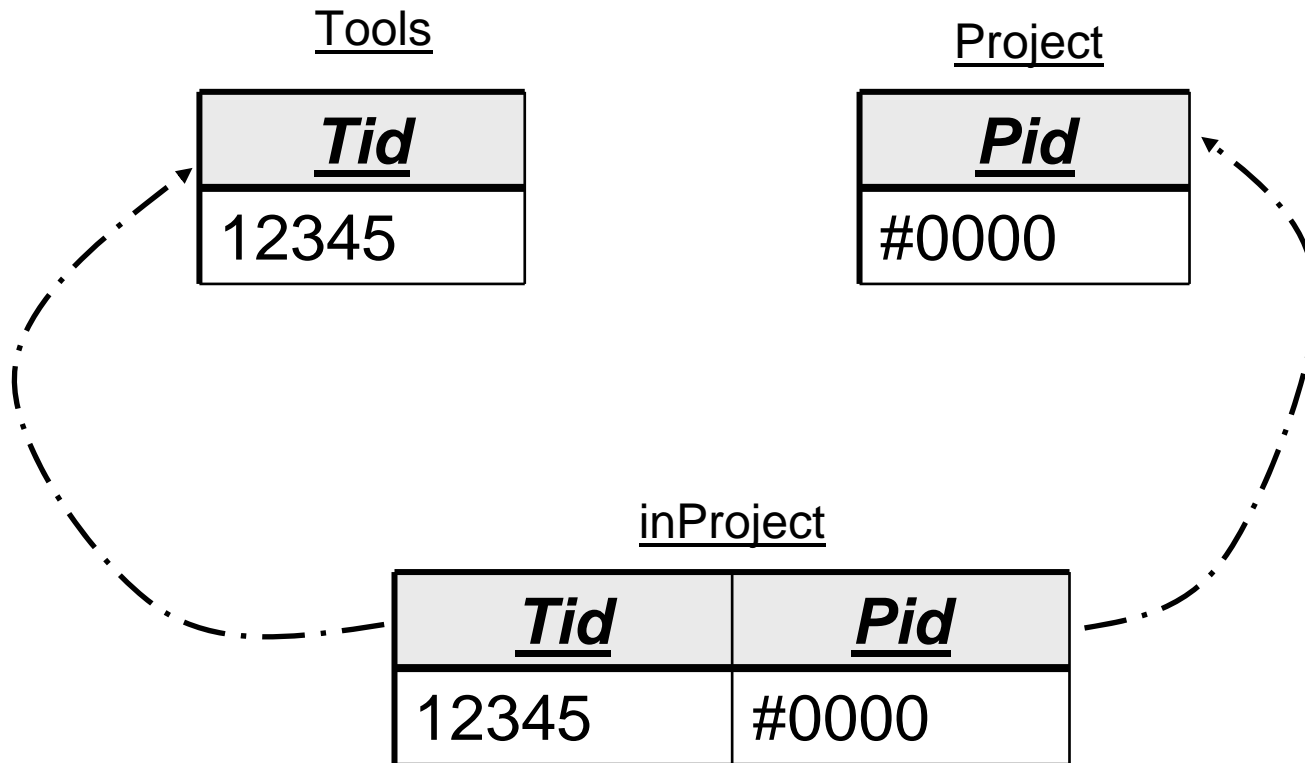 Tools
Project
Tid
Pid
12345
#0000
inProject
Tid Pid
12345 #0000